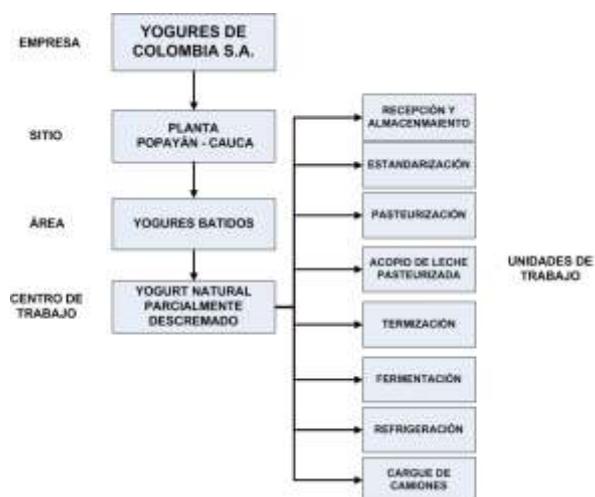 EMPRESA
YOGURES DE
COLOMBIA S.A.
SITIO
PLANTA
POPAYÁN - CAUCA
ÁREA
YOGURES BATIDOS
CENTRO DE
TRABAJO
YOGURT NATURAL
PARCIALMENTE
DESCREMADO
RECEPCIÓN Y
ALMACENMAIENTO
ESTANDARIZACIÓN
PASTEURIZACIÓN
ACOPIO DE LECHE
PASTEURIZADA
TERMIZACIÓN
FERMENTACIÓN
REFRIGERACIÓN
CARGUE DE
CAMIONES
UNIDADES DE
TRABAJO